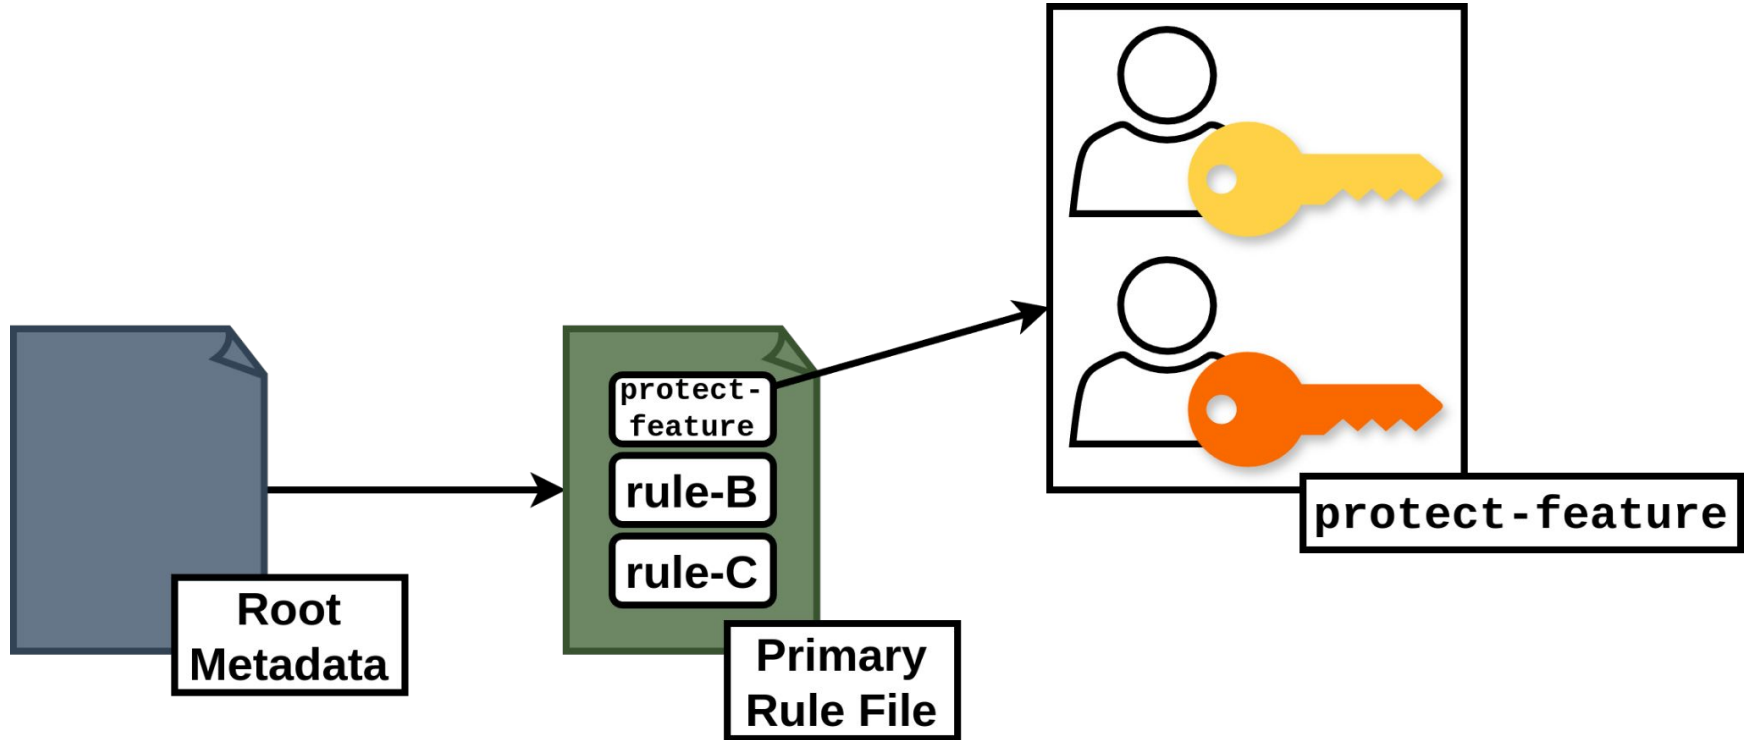 protect-
feature
rule-B
rule-C
Root
Metadata
Primary
Rule File
protect-feature